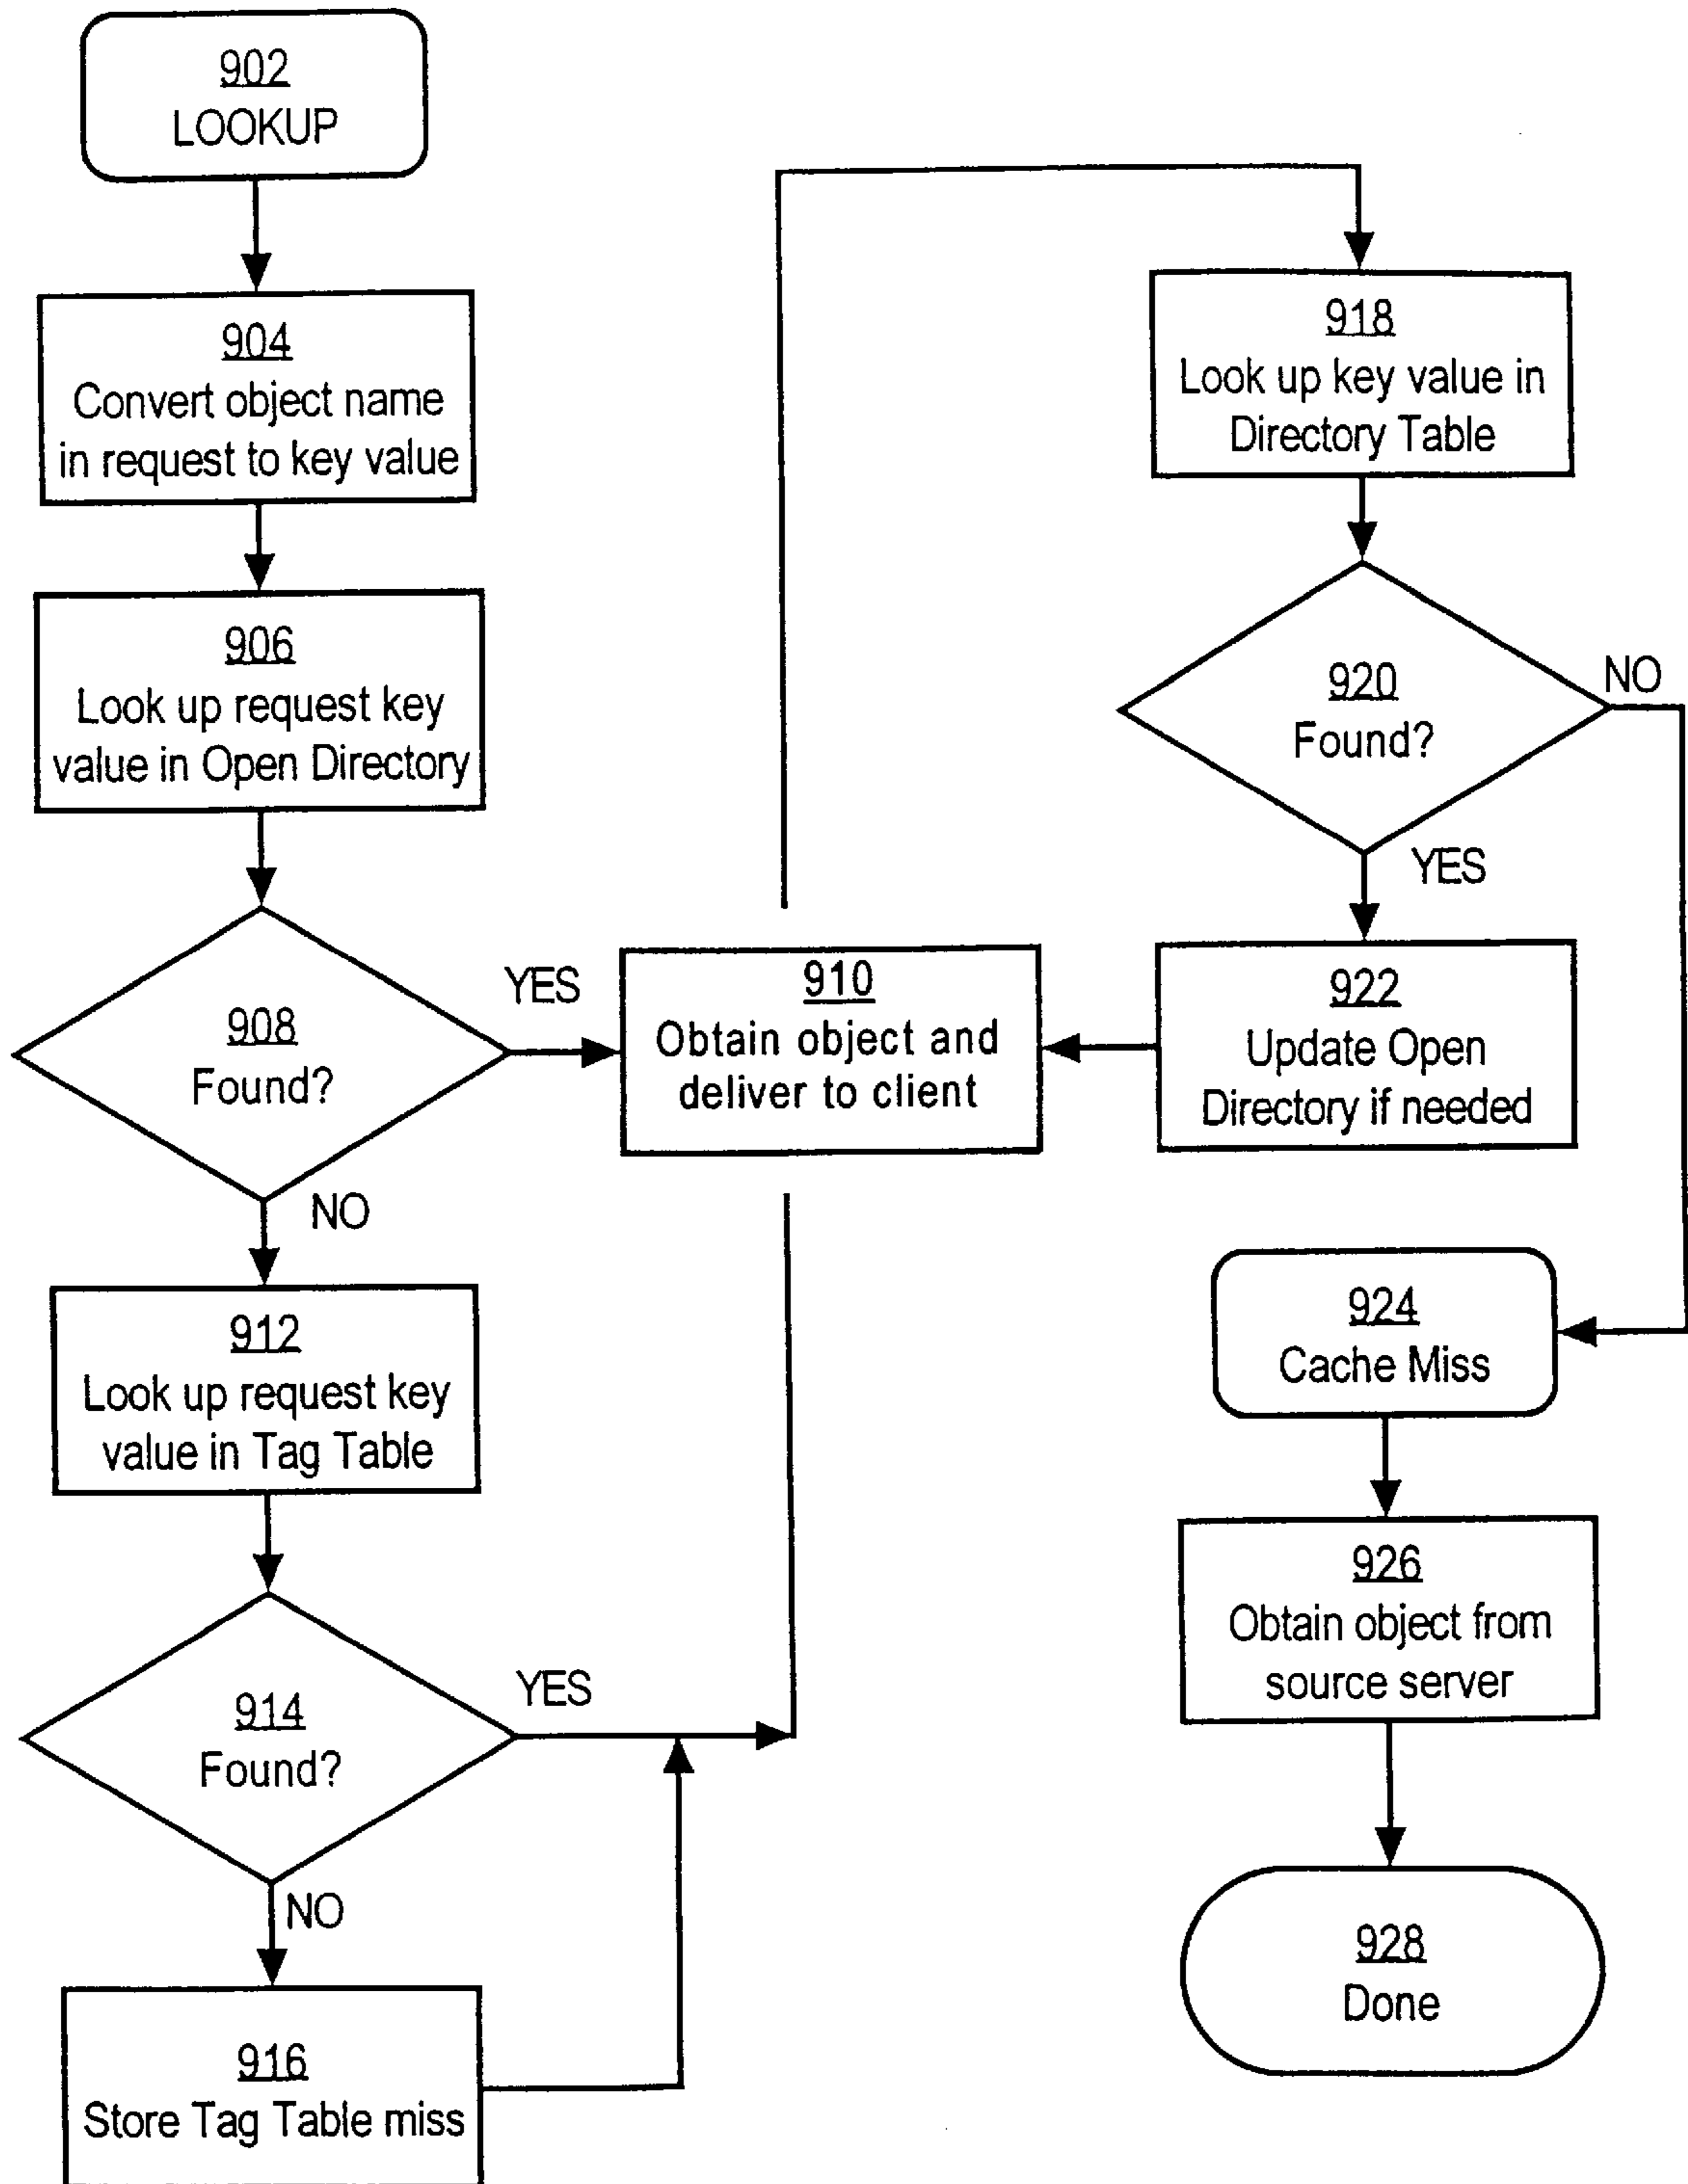 902
LOOKUP
904
Convert object name
in request to key value
906
Look up request key
value in Open Directory
908
Found?
YES
NO
910
Obtain object and
deliver to client
912
Look up request key
value in Tag Table
914
Found?
YES
NO
916
Store Tag Table miss
918
Look up key value in
Directory Table
920
Found?
NO
YES
922
Update Open
Directory if needed
924
Cache Miss
926
Obtain object from
source server
928
Done